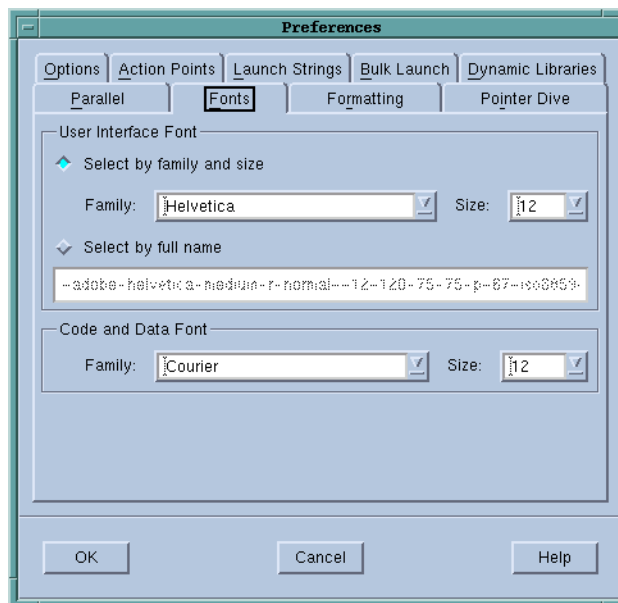 Preferences
Options Action Points Launch Strings Bulk Launch Dynamic Libraries
Parallel Fonts Formatting Pointer Dive
User Interface Font
Select by family and size
Family: Helvetica Size: 12
Select by full name
-adobe-helvetica-medium-r-normal--12-120-75-75-p-67-iso8859-
Code and Data Font
Family: Courier Size: 12
OK Cancel Help